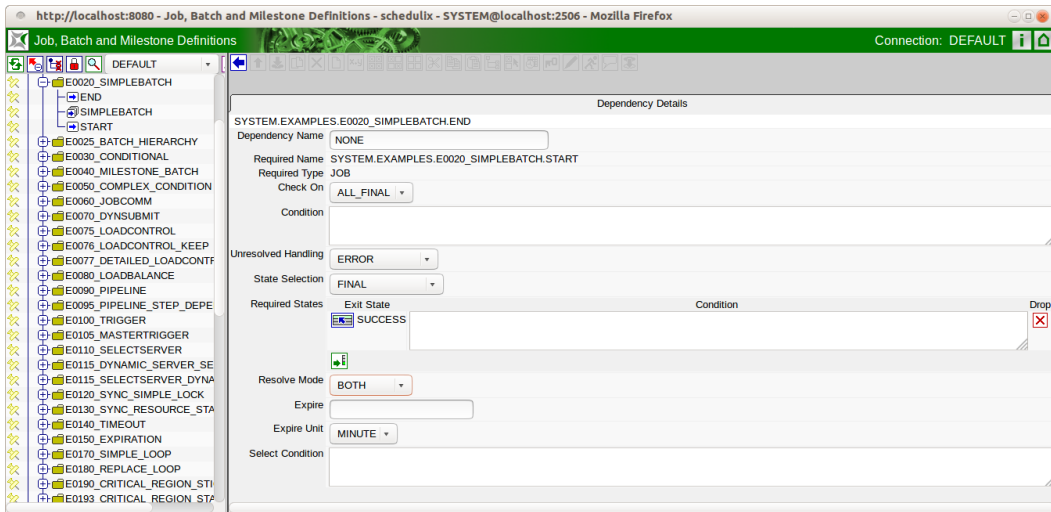 http://localhost:8080 - Job, Batch and Milestone Definitions - schedulix - SYSTEM@localhost:2506 - Mozilla Firefox
Job, Batch and Milestone Definitions
Connection: DEFAULT
DEFAULT
E0020_SIMPLEBATCH
END
SIMPLEBATCH
START
E0025_BATCH_HIERARCHY
E0030_CONDITIONAL
E0040_MILESTONE_BATCH
E0050_COMPLEX_CONDITION
E0060_JOBCOMM
E0070_DYNSUBMIT
E0075_LOADCONTROL
E0076_LOADCONTROL_KEEP
E0077_DETAILED_LOADCONTR
E0080_LOADBALANCE
E0090_PIPELINE
E0095_PIPELINE_STEP_DEPE
E0100_TRIGGER
E0105_MASTERTRIGGER
E0110_SELECTSERVER
E0115_DYNAMIC_SERVER_SE
E0115_SELECTSERVER_DYNA
E0120_SYNC_SIMPLE_LOCK
E0130_SYNC_RESOURCE_STA
E0140_TIMEOUT
E0150_EXPIRATION
E0170_SIMPLE_LOOP
E0180_REPLACE_LOOP
E0190_CRITICAL_REGION_STI
E0193_CRITICAL_REGION_STA
Dependency Details
SYSTEM.EXAMPLES.E0020_SIMPLEBATCH.END
Dependency Name NONE
Required Name SYSTEM.EXAMPLES.E0020_SIMPLEBATCH.START
Required Type JOB
Check On ALL_FINAL
Condition
Unresolved Handling ERROR
State Selection FINAL
Required States Exit State Condition Drop
SUCCESS
Resolve Mode BOTH
Expire
Expire Unit MINUTE
Select Condition